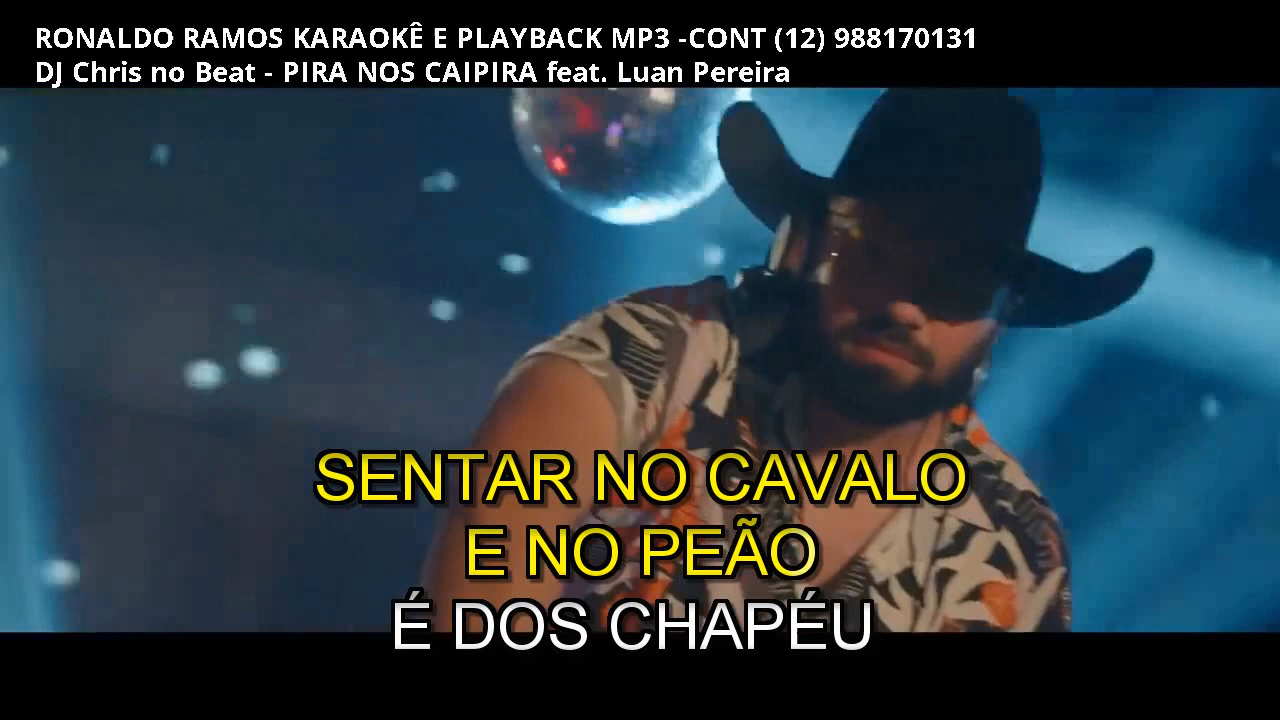 RONALDO RAMOS KARAOKÊ E PLAYBACK MP3 -CONT (12) 988170131
DJ Chris no Beat - PIRA NOS CAIPIRA feat. Luan Pereira
SENTAR NO CAVALO
E NO PEÃO
É DOS CHAPÉU